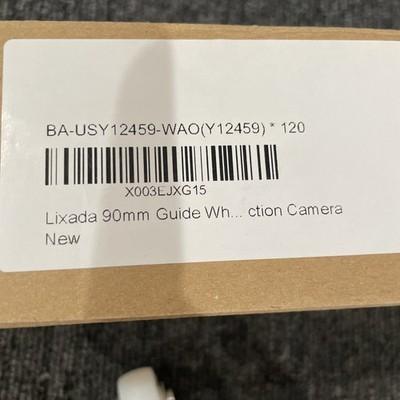 BA-USY12459-WAO(Y12459) * 120
X003EJXG15
Lixada 90mm Guide Wh... ction Camera
New